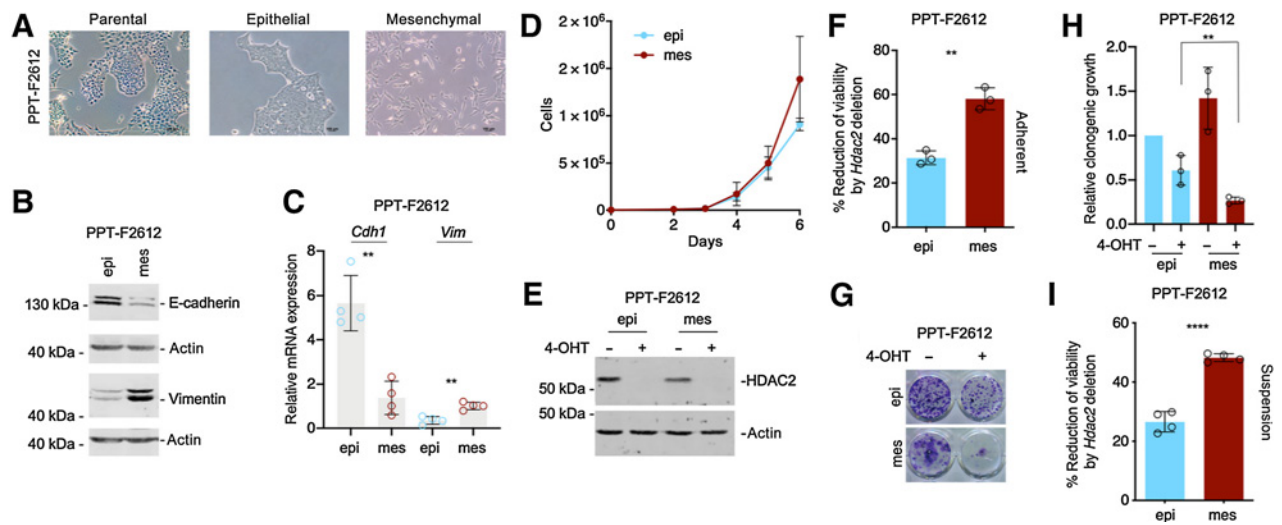 A
Parental
Epithelial
Mesenchymal
PPT-F2612
B
PPT-F2612
epi
mes
130 kDa
E-cadherin
40 kDa
Actin
Vimentin
40 kDa
40 kDa
Actin
C
PPT-F2612
Cdh1
Vim
**
**
Relative mRNA expression
8
6
4
2
0
epi
mes
epi
mes
D
epi
mes
Cells
2 × 10⁶
2 × 10⁶
1 × 10⁶
5 × 10⁵
0
0
2
4
6
Days
E
PPT-F2612
epi
mes
4-OHT
–
+
–
+
50 kDa
HDAC2
50 kDa
Actin
F
PPT-F2612
**
% Reduction of viability
by Hdac2 deletion
80
60
40
20
0
epi
mes
Adherent
G
PPT-F2612
4-OHT
–
+
epi
mes
H
PPT-F2612
**
Relative clonogenic growth
2.0
1.5
1.0
0.5
0.0
4-OHT
–
+
–
+
epi
mes
I
PPT-F2612
****
% Reduction of viability
by Hdac2 deletion
60
40
20
0
epi
mes
Suspension